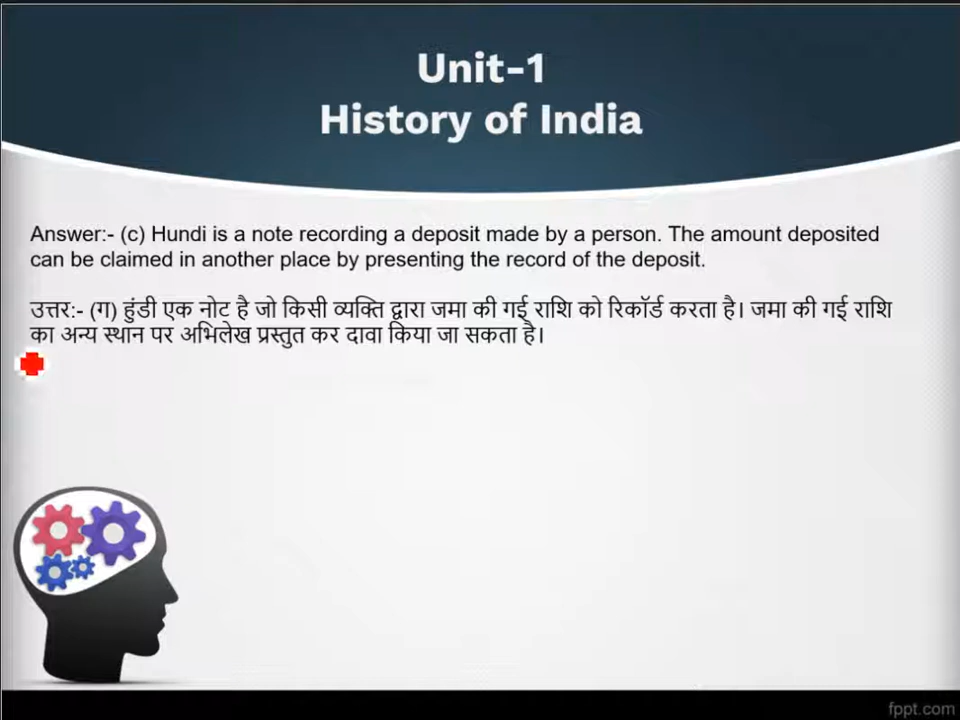 Unit-1
History of India
Answer:- (c) Hundi is a note recording a deposit made by a person. The amount deposited
can be claimed in another place by presenting the record of the deposit.
उत्तर:- (ग) हुंडी एक नोट है जो किसी व्यक्ति द्वारा जमा की गई राशि को रिकॉर्ड करता है। जमा की गई राशि
का अन्य स्थान पर अभिलेख प्रस्तुत कर दावा किया जा सकता है।
fppt.com